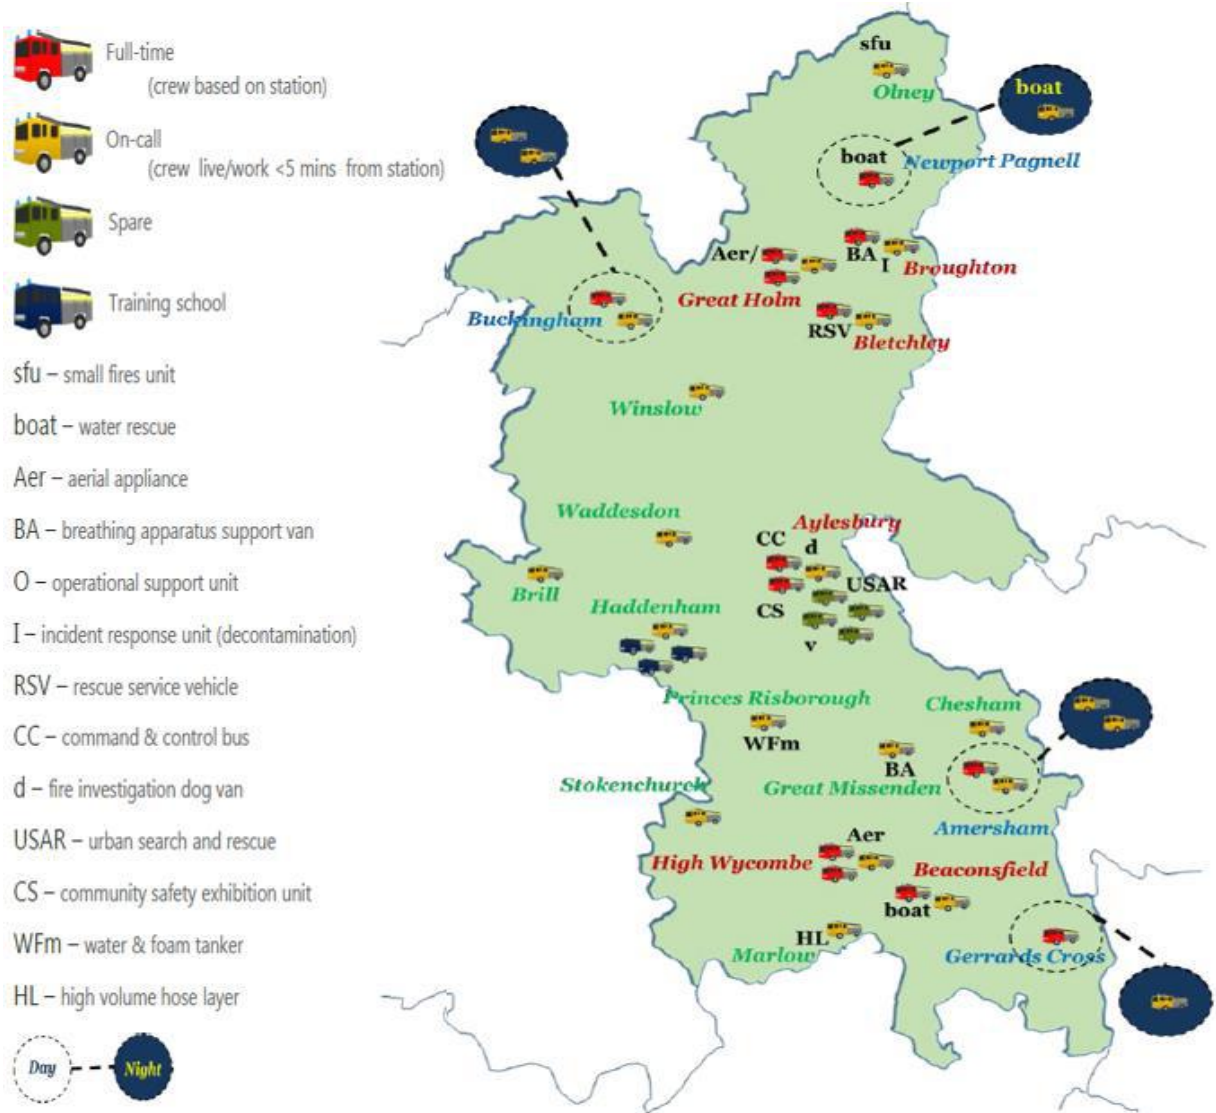 Full-time
(crew based on station)
On-call
(crew live/work <5 mins from station)
Spare
Training school
sfu – small fires unit
boat – water rescue
Aer – aerial appliance
BA – breathing apparatus support van
O – operational support unit
I – incident response unit (decontamination)
RSV – rescue service vehicle
CC – command & control bus
d – fire investigation dog van
USAR – urban search and rescue
CS – community safety exhibition unit
WFm – water & foam tanker
HL – high volume hose layer
Day
Night
sfu
Olney
boat
boat
Newport Pagnell
Aer/
BA
I
Broughton
Great Holm
Buckingham
RSV
Bletchley
Winslow
Waddesdon
Aylesbury
CC
d
Brill
USAR
Haddenham
CS
v
Princes Risborough
Chesham
WFm
BA
Stokenchurch
Great Missenden
Amersham
Aer
High Wycombe
Beaconsfield
boat
HL
Marlow
Gerrards Cross